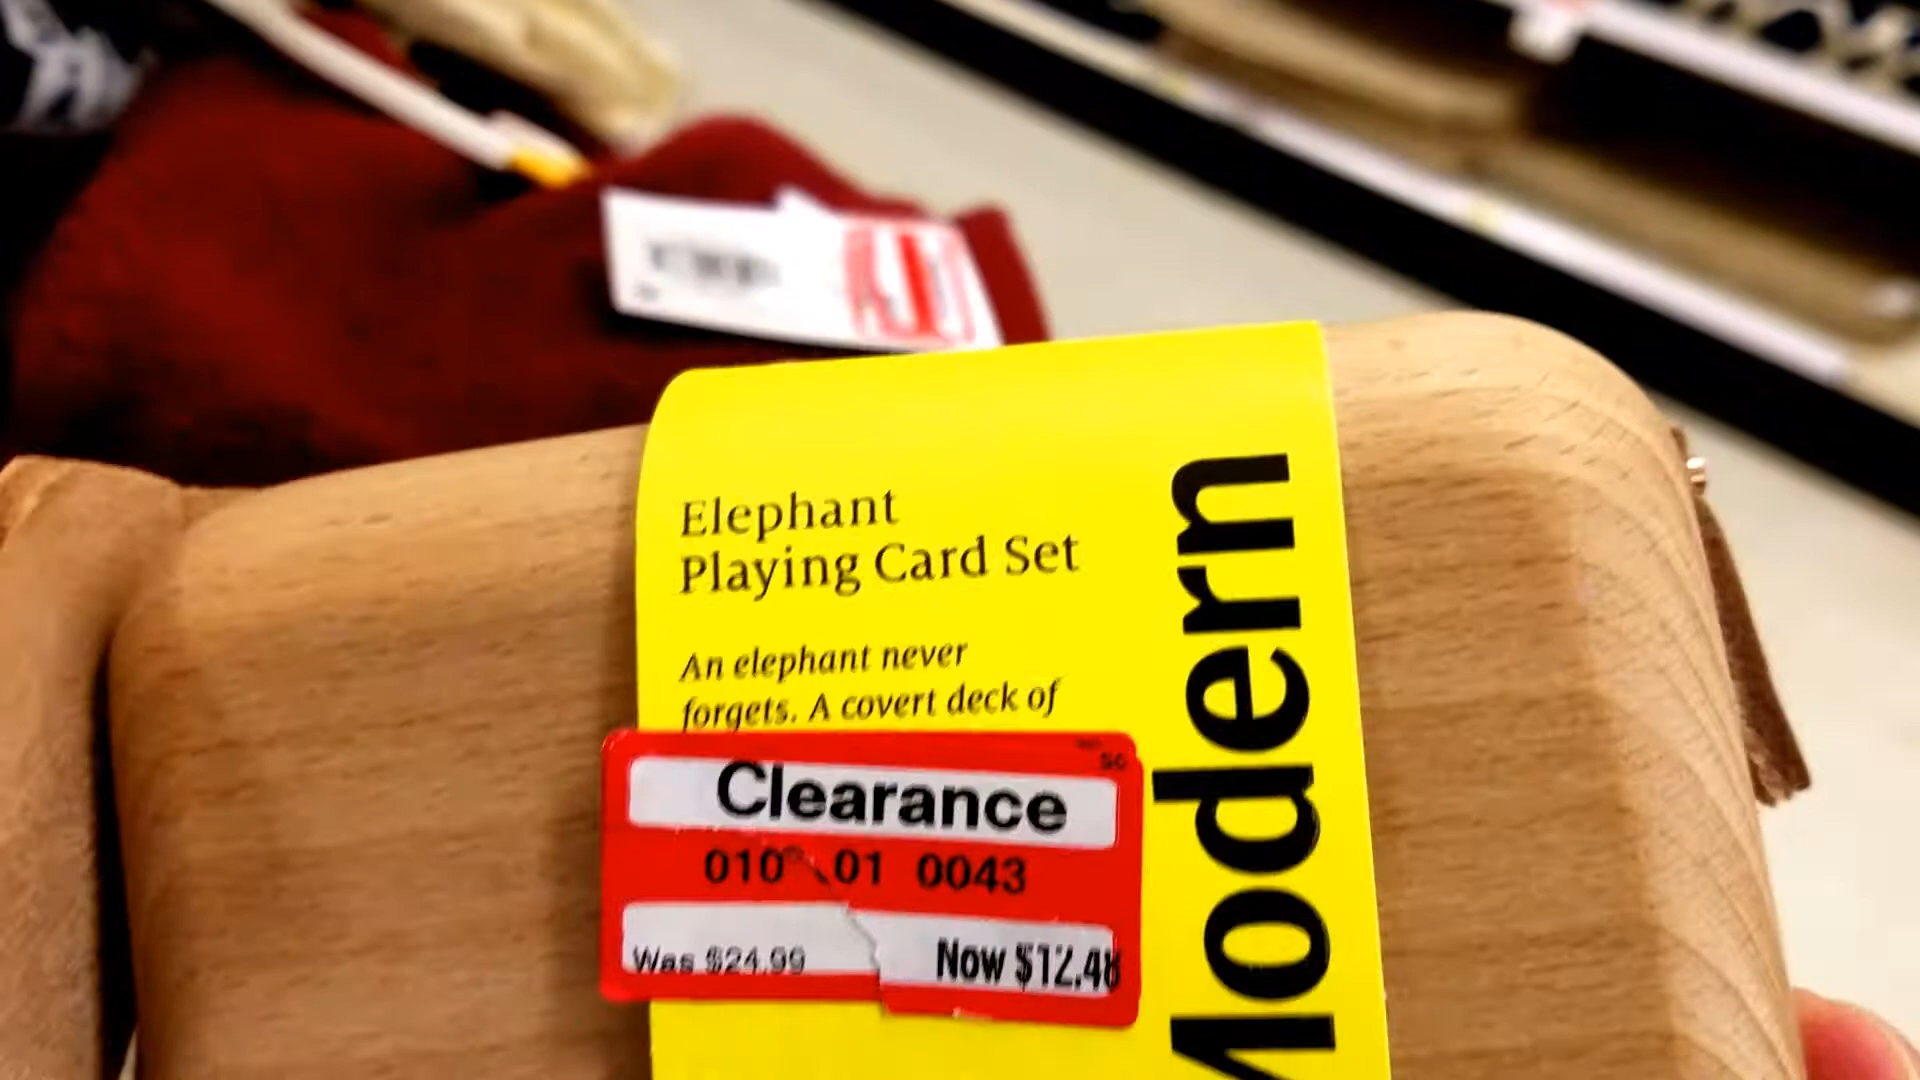 Elephant
Playing Card Set
An elephant never
forgets. A covert deck of
Modern
Clearance
01 0043
Was $24.99
Now $12.48